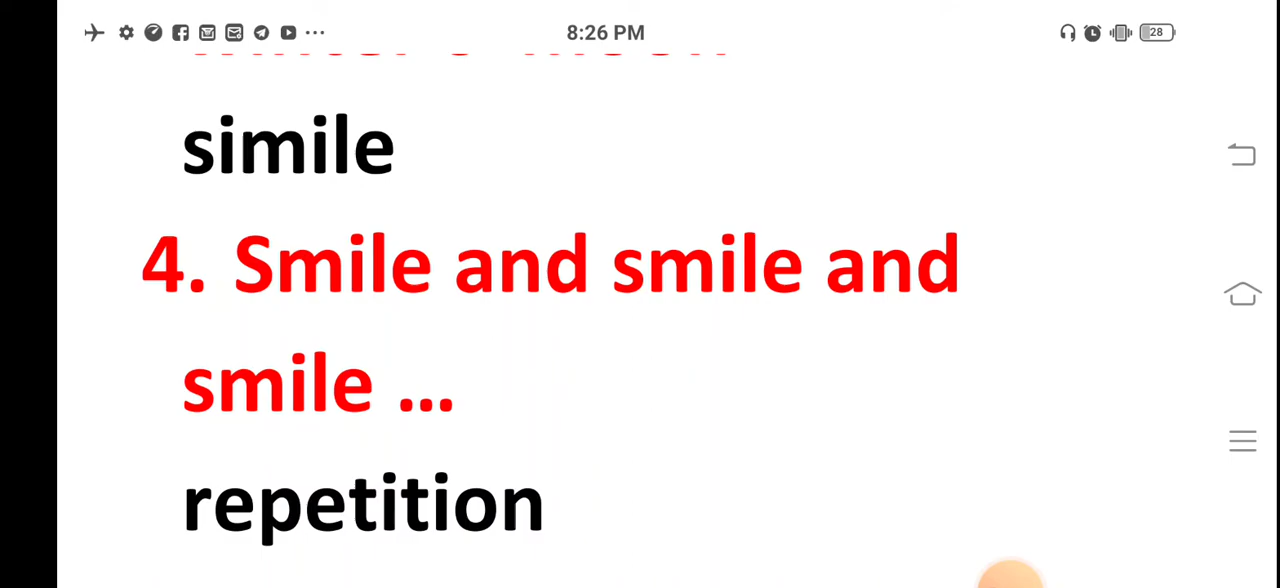 8:26 PM
28
simile
4. Smile and smile and
smile ...
repetition